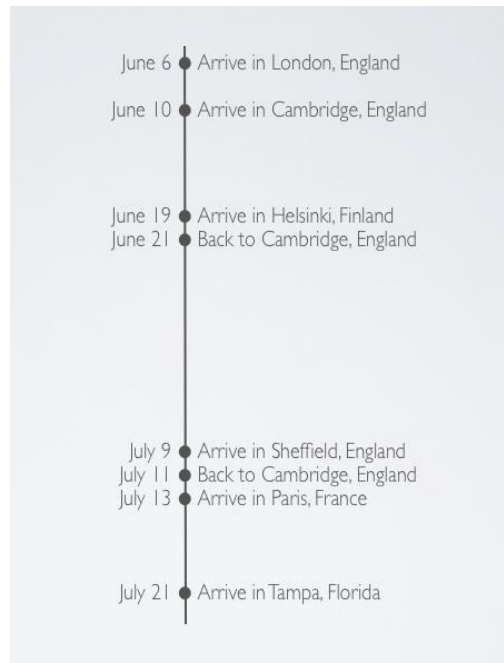 June 6 Arrive in London, England
June 10 Arrive in Cambridge, England
June 19 Arrive in Helsinki, Finland
June 21 Back to Cambridge, England
July 9 Arrive in Sheffield, England
July 11 Back to Cambridge, England
July 13 Arrive in Paris, France
July 21 Arrive in Tampa, Florida